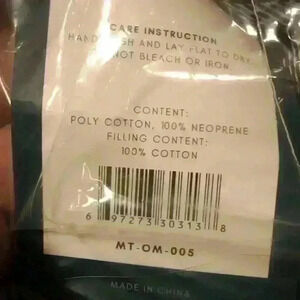 CARE INSTRUCTION
HAND WASH AND LAY FLAT TO DRY.
NOT BLEACH OR IRON
CONTENT:
POLY COTTON, 100% NEOPRENE
FILLING CONTENT:
100% COTTON
6 97273 30313 8
MT-OM-005
MADE IN CHINA